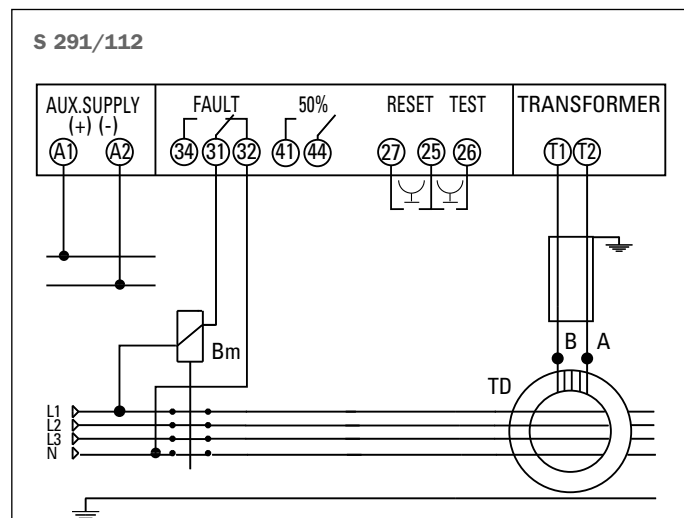 S 291/112
AUX.SUPPLY FAULT 50% RESET TEST TRANSFORMER
(+) (-)
A1 A2 34 31 32 41 44 27 25 26 T1 T2
B A
Bm
TD
L1
L2
L3
N